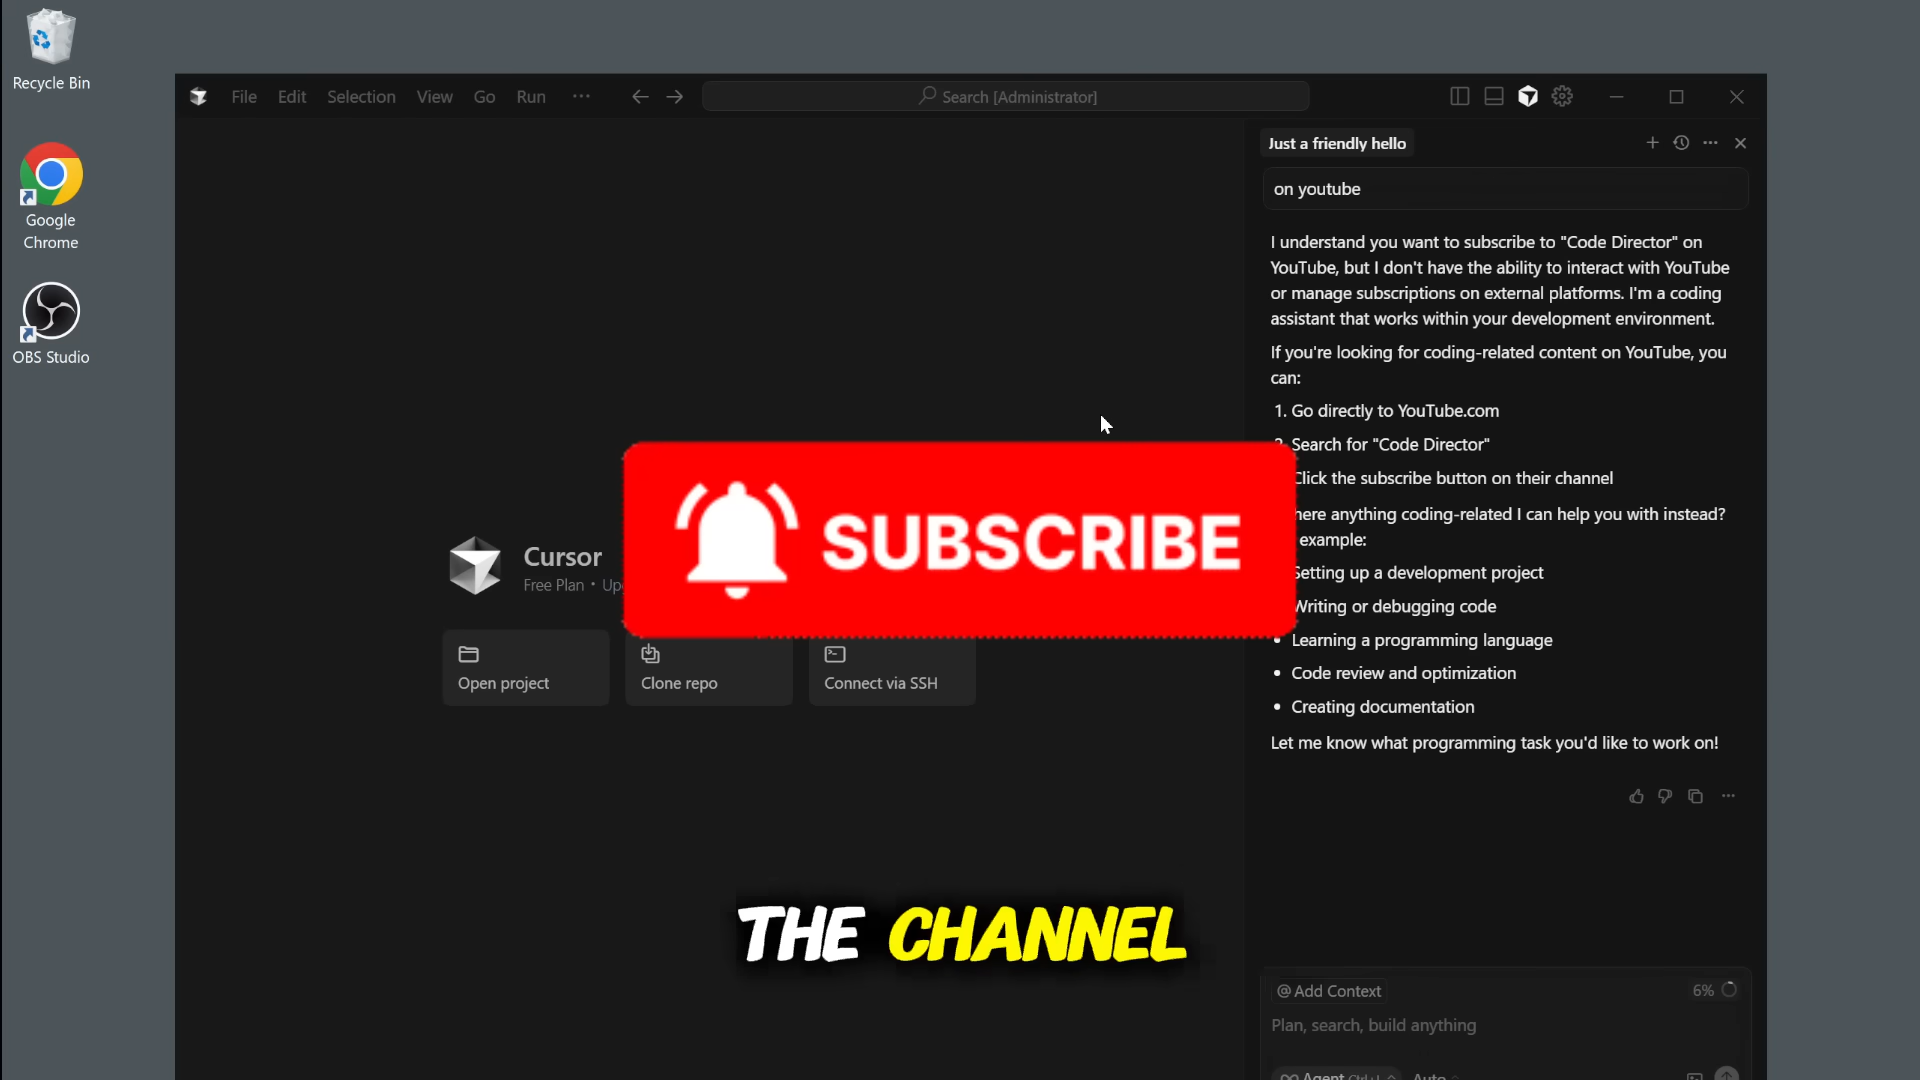 Recycle Bin
Google
Chrome
OBS Studio
File Edit Selection View Go Run ···
Search [Administrator]
Just a friendly hello
on youtube
I understand you want to subscribe to "Code Director" on
YouTube, but I don't have the ability to interact with YouTube
or manage subscriptions on external platforms. I'm a coding
assistant that works within your development environment.
If you're looking for coding-related content on YouTube, you
can:
1. Go directly to YouTube.com
Search for "Code Director"
Click the subscribe button on their channel
here anything coding-related I can help you with instead?
example:
Setting up a development project
Writing or debugging code
• Learning a programming language
• Code review and optimization
• Creating documentation
Let me know what programming task you'd like to work on!
Cursor
Free Plan •
SUBSCRIBE
Open project
Clone repo
Connect via SSH
THE CHANNEL
@ Add Context
6%
Plan, search, build anything
Agent
Auto